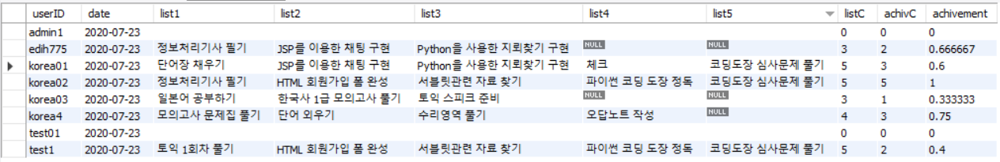 userID date list1 list2 list3 list4 list5 listC achivC achivement
admin1 2020-07-23 0 0 0
edih775 2020-07-23 정보처리기사 필기 JSP를 이용한 채팅 구현 Python을 사용한 지뢰찾기 구현 NULL NULL 3 2 0.666667
korea01 2020-07-23 단어장 채우기 JSP를 이용한 채팅 구현 Python을 사용한 지뢰찾기 구현 체크 코딩도장 심사문제 풀기 5 3 0.6
korea02 2020-07-23 정보처리기사 필기 HTML 회원가입 폼 완성 서블릿관련 자료 찾기 파이썬 코딩 도장 정독 코딩도장 심사문제 풀기 5 5 1
korea03 2020-07-23 일본어 공부하기 한국사 1급 모의고사 풀기 토익 스피크 준비 NULL NULL 3 1 0.333333
korea4 2020-07-23 모의고사 문제집 풀기 단어 외우기 수리영역 풀기 오답노트 작성 NULL 4 3 0.75
test01 2020-07-23 0 0 0
test1 2020-07-23 토익 1회차 풀기 HTML 회원가입 폼 완성 서블릿관련 자료 찾기 파이썬 코딩 도장 정독 코딩도장 심사문제 풀기 5 2 0.4